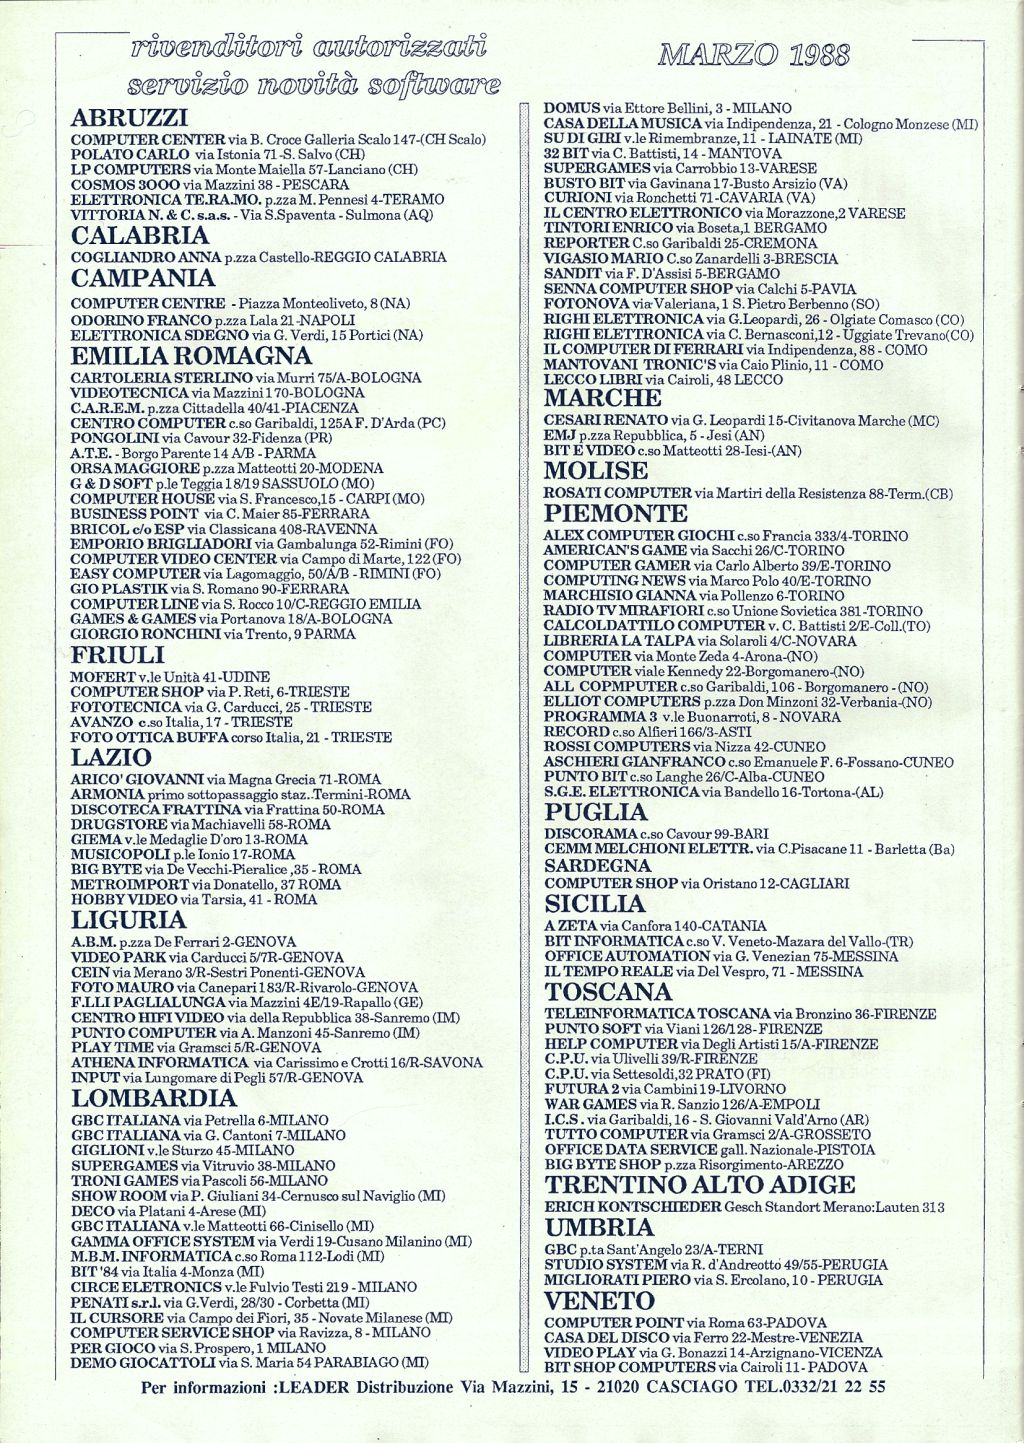 rivenditori autorizzati
servizio novità software
MARZO 1988
ABRUZZI
COMPUTER CENTER via B. Croce Galleria Scalo 147-(CH Scalo)
POLATO CARLO via Istonia 71-S. Salvo (CH)
LP COMPUTERS via Monte Maiella 57-Lanciano (CH)
COSMOS 3000 via Mazzini 38 - PESCARA
ELETTRONICA TE.RA.MO. p.zza M. Pennesi 4-TERAMO
VITTORIA N. & C. s.a.s. - Via S.Spaventa - Sulmona (AQ)
CALABRIA
COGLIANDRO ANNA p.zza Castello-REGGIO CALABRIA
CAMPANIA
COMPUTER CENTRE - Piazza Monteoliveto, 8 (NA)
ODORINO FRANCO p.zza Lala 21-NAPOLI
ELETTRONICA SDEGNO via G. Verdi, 15 Portici (NA)
EMILIA ROMAGNA
CARTOLERIA STERLINO via Murri 75/A-BOLOGNA
VIDEOTECNICA via Mazzini 170-BOLOGNA
C.A.R.E.M. p.zza Cittadella 40/41-PIACENZA
CENTRO COMPUTER c.so Garibaldi, 125A F. D'Arda (PC)
PONGOLINI via Cavour 32-Fidenza (PR)
A.T.E. - Borgo Parente 14 A/B - PARMA
ORSA MAGGIORE p.zza Matteotti 20-MODENA
G & D SOFT p.le Teggia 18/19 SASSUOLO (MO)
COMPUTER HOUSE via S. Francesco, 15 - CARPI (MO)
BUSINESS POINT via C. Maier 85-FERRARA
BRICOL c/o ESP via Classicana 408-RAVENNA
EMPORIO BRIGLIADORI via Gambalunga 52-Rimini (FO)
COMPUTER VIDEO CENTER via Campo di Marte, 122 (FO)
EASY COMPUTER via Lagomaggio, 50/A/B - RIMINI (FO)
GIO PLASTIK via S. Romano 90-FERRARA
COMPUTER LINE via S. Rocco 10/C-REGGIO EMILIA
GAMES & GAMES via Portanova 18/A-BOLOGNA
GIORGIO RONCHINI via Trento, 9 PARMA
FRIULI
MOFERT v.le Unità 41-UDINE
COMPUTER SHOP via P. Reti, 6-TRIESTE
FOTOTECNICA via G. Carducci, 25 - TRIESTE
AVANZO c.so Italia, 17 - TRIESTE
FOTO OTTICA BUFFA corso Italia, 21 - TRIESTE
LAZIO
ARICO' GIOVANNI via Magna Grecia 71-ROMA
ARMONIA primo sottopassaggio staz. Termini-ROMA
DISCOTECA FRATTINA via Frattina 50-ROMA
DRUGSTORE via Machiavelli 58-ROMA
GIEMA v.le Medaglie D'oro 13-ROMA
MUSICOPOLI p.le Ionio 17-ROMA
BIG BYTE via De Vecchi-Pieralice ,35 - ROMA
METROIMPORT via Donatello, 37 ROMA
HOBBY VIDEO via Tarsia, 41 - ROMA
LIGURIA
A.B.M. p.zza De Ferrari 2-GENOVA
VIDEO PARK via Carducci 5/7R-GENOVA
CEIN via Merano 3/R-Sestri Ponenti-GENOVA
FOTO MAURO via Canepari 183/R-Rivarolo-GENOVA
F.LLI PAGLIALUNGA via Mazzini 4E/19-Rapallo (GE)
CENTRO HIFI VIDEO via della Repubblica 38-Sanremo (IM)
PUNTO COMPUTER via A. Manzoni 45-Sanremo (IM)
PLAY TIME via Gramsci 5/R-GENOVA
ATHENA INFORMATICA via Carissimo e Crotti 16/R-SAVONA
INPUT via Lungomare di Pegli 57/R-GENOVA
LOMBARDIA
GBC ITALIANA via Petrella 6-MILANO
GBC ITALIANA via G. Cantoni 7-MILANO
GIGLIONI v.le Sturzo 45-MILANO
SUPERGAMES via Vitruvio 38-MILANO
TRONI GAMES via Pascoli 56-MILANO
SHOW ROOM via P. Giuliani 34-Cernusco sul Naviglio (MI)
DECO via Platani 4-Arese (MI)
GBC ITALIANA v.le Matteotti 66-Cinisello (MI)
GAMMA OFFICE SYSTEM via Verdi 19-Cusano Milanino (MI)
M.B.M. INFORMATICA c.so Roma 112-Lodi (MI)
BIT '84 via Italia 4-Monza (MI)
CIRCE ELETRONICS v.le Fulvio Testi 219 - MILANO
PENATI s.r.l. via G.Verdi, 28/30 - Corbetta (MI)
IL CURSORE via Campo dei Fiori, 35 - Novate Milanese (MI)
COMPUTER SERVICE SHOP via Ravizza, 8 - MILANO
PER GIOCO via S. Prospero, 1 MILANO
DEMO GIOCATTOLI via S. Maria 54 PARABIAGO (MI)
DOMUS via Ettore Bellini, 3 - MILANO
CASA DELLA MUSICA via Indipendenza, 21 - Cologno Monzese (MI)
SU DI GIRI v.le Rimembranze, 11 - LAINATE (MI)
32 BIT via C. Battisti, 14 - MANTOVA
SUPERGAMES via Carrobbio 13-VARESE
BUSTO BIT via Gavinana 17-Busto Arsizio (VA)
CURIONI via Ronchetti 71-CAVARIA (VA)
IL CENTRO ELETTRONICO via Morazzone,2 VARESE
TINTORI ENRICO via Boseta,1 BERGAMO
REPORTER C.so Garibaldi 25-CREMONA
VIGASIO MARIO C.so Zanardelli 3-BRESCIA
SANDIT via F. D'Assisi 5-BERGAMO
SENNA COMPUTER SHOP via Calchi 5-PAVIA
FOTONOVA via Valeriana, 1 S. Pietro Berbenno (SO)
RIGHI ELETTRONICA via G.Leopardi, 26 - Olgiate Comasco (CO)
RIGHI ELETTRONICA via C. Bernasconi,12 - Uggiate Trevano(CO)
IL COMPUTER DI FERRARI via Indipendenza, 88 - COMO
MANTOVANI TRONIC'S via Caio Plinio, 11 - COMO
LECCO LIBRI via Cairoli, 48 LECCO
MARCHE
CESARI RENATO via G. Leopardi 15-Civitanova Marche (MC)
EMJ p.zza Repubblica, 5 - Jesi (AN)
BIT E VIDEO c.so Matteotti 28-Iesi-(AN)
MOLISE
ROSATI COMPUTER via Martiri della Resistenza 88-Term.(CB)
PIEMONTE
ALEX COMPUTER GIOCHI c.so Francia 333/4-TORINO
AMERICAN'S GAME via Sacchi 26/C-TORINO
COMPUTER GAMER via Carlo Alberto 39/E-TORINO
COMPUTING NEWS via Marco Polo 40/E-TORINO
MARCHISIO GIANNA via Pollenzo 6-TORINO
RADIO TV MIRAFIORI c.so Unione Sovietica 381-TORINO
CALCOLDATTILO COMPUTER v. C. Battisti 2/E-Coll.(TO)
LIBRERIA LA TALPA via Solaroli 4/C-NOVARA
COMPUTER via Monte Zeda 4-Arona-(NO)
COMPUTER viale Kennedy 22-Borgomanero-(NO)
ALL COPMPUTER c.so Garibaldi, 106 - Borgomanero - (NO)
ELLIOT COMPUTERS p.zza Don Minzoni 32-Verbania-(NO)
PROGRAMMA 3 v.le Buonarroti, 8 - NOVARA
RECORD c.so Alfieri 166/3-ASTI
ROSSI COMPUTERS via Nizza 42-CUNEO
ASCHIERI GIANFRANCO c.so Emanuele F. 6-Fossano-CUNEO
PUNTO BIT c.so Langhe 26/C-Alba-CUNEO
S.G.E. ELETTRONICA via Bandello 16-Tortona-(AL)
PUGLIA
DISCORAMA c.so Cavour 99-BARI
CEMM MELCHIONI ELETTR. via C.Pisacane 11 - Barletta (Ba)
SARDEGNA
COMPUTER SHOP via Oristano 12-CAGLIARI
SICILIA
A ZETA via Canfora 140-CATANIA
BIT INFORMATICA c.so V. Veneto-Mazara del Vallo-(TR)
OFFICE AUTOMATION via G. Venezian 75-MESSINA
IL TEMPO REALE via Del Vespro, 71 - MESSINA
TOSCANA
TELEINFORMATICA TOSCANA via Bronzino 36-FIRENZE
PUNTO SOFT via Viani 126/128- FIRENZE
HELP COMPUTER via Degli Artisti 15/A-FIRENZE
C.P.U. via Ulivelli 39/R-FIRENZE
C.P.U. via Settesoldi,32 PRATO (FI)
FUTURA 2 via Cambini 19-LIVORNO
WAR GAMES via R. Sanzio 126/A-EMPOLI
I.C.S. via Garibaldi, 16 - S. Giovanni Vald'Arno (AR)
TUTTO COMPUTER via Gramsci 2/A-GROSSETO
OFFICE DATA SERVICE gall. Nazionale-PISTOIA
BIG BYTE SHOP p.zza Risorgimento-AREZZO
TRENTINO ALTO ADIGE
ERICH KONTSCHIEDER Gesch Standort Merano:Lauten 313
UMBRIA
GBC p.ta Sant'Angelo 23/A-TERNI
STUDIO SYSTEM via R. d'Andreotto 49/55-PERUGIA
MIGLIORATI PIERO via S. Ercolano, 10 - PERUGIA
VENETO
COMPUTER POINT via Roma 63-PADOVA
CASA DEL DISCO via Ferro 22-Mestre-VENEZIA
VIDEO PLAY via G. Bonazzi 14-Arzignano-VICENZA
BIT SHOP COMPUTERS via Cairoli 11- PADOVA
Per informazioni :LEADER Distribuzione Via Mazzini, 15 - 21020 CASCIAGO TEL.0332/21 22 55